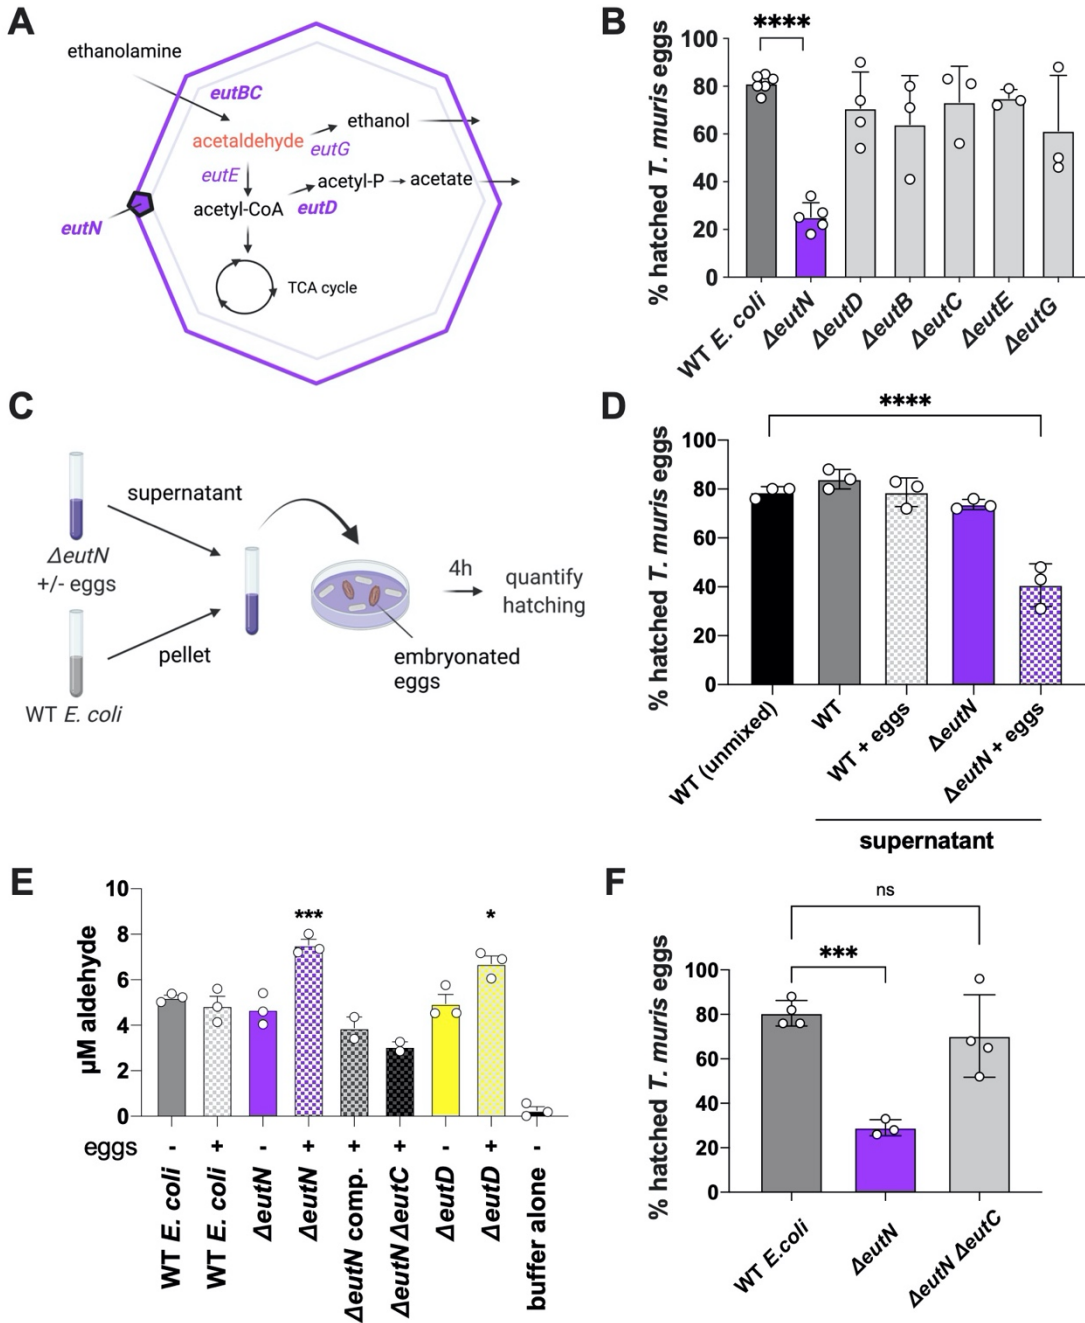 A
ethanolamine
eutBC
acetaldehyde
ethanol
eutG
eutE
acetyl-P
acetate
acetyl-CoA
eutD
eutN
TCA cycle
B
****
% hatched T. muris eggs
100
80
60
40
20
0
WT E. coli
ΔeutN
ΔeutD
ΔeutB
ΔeutC
ΔeutE
ΔeutG
C
supernatant
ΔeutN
+/- eggs
pellet
WT E. coli
4h
quantify
hatching
embryonated
eggs
D
****
% hatched T. muris eggs
100
80
60
40
20
0
WT (unmixed)
WT
WT + eggs
ΔeutN
ΔeutN + eggs
supernatant
E
µM aldehyde
10
8
6
4
2
0
***
*
eggs - + - + + + - + -
WT E. coli
WT E. coli
ΔeutN
ΔeutN
ΔeutN comp.
ΔeutN ΔeutC
ΔeutD
ΔeutD
buffer alone
F
ns
***
% hatched T. muris eggs
100
80
60
40
20
0
WT E.coli
ΔeutN
ΔeutN ΔeutC